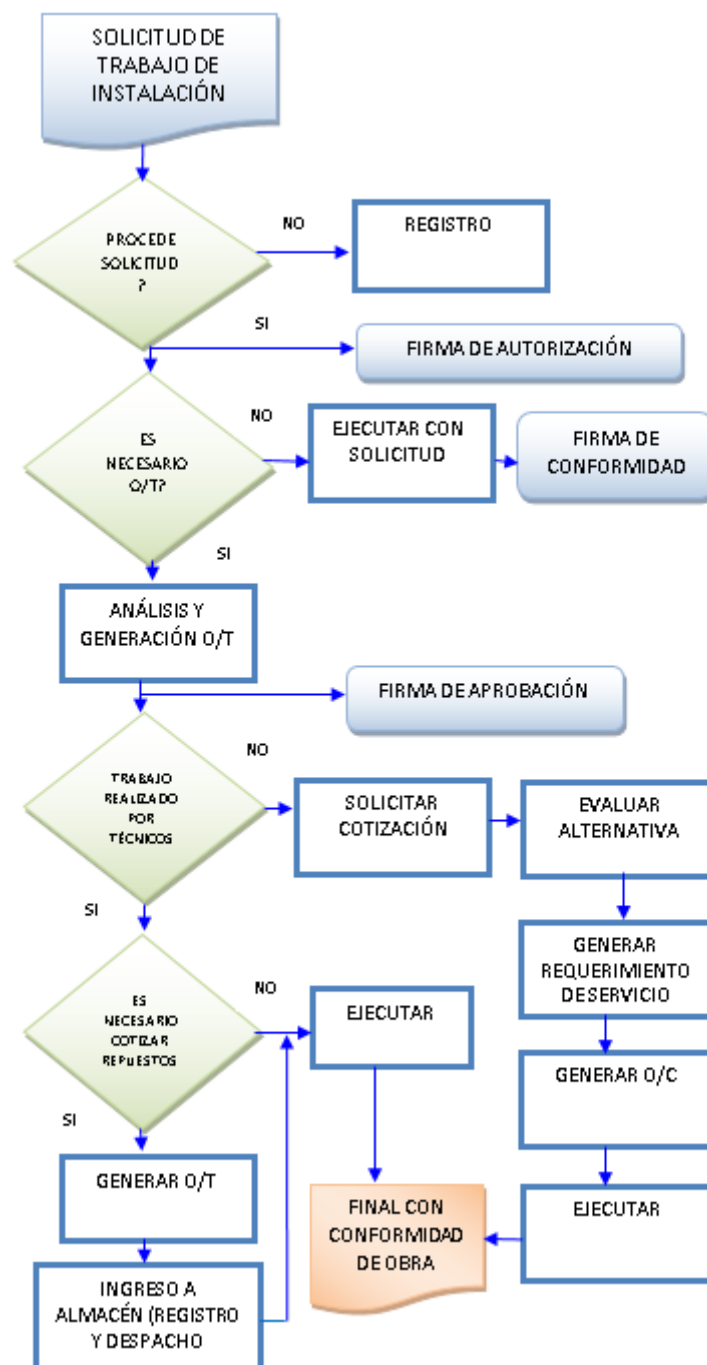 SOLICITUD DE
TRABAJO DE
INSTALACIÓN
PROCEDE
SOLICITUD
?
NO
REGISTRO
SI
FIRMA DE AUTORIZACIÓN
ES
NECESARIO
O/T?
NO
EJECUTAR CON
SOLICITUD
FIRMA DE
CONFORMIDAD
SI
ANÁLISIS Y
GENERACIÓN O/T
FIRMA DE APROBACIÓN
TRABAJO
REALIZADO
POR
TÉCNICOS
NO
SOLICITAR
COTIZACIÓN
EVALUAR
ALTERNATIVA
SI
GENERAR
REQUERIMIENTO
DE SERVICIO
ES
NECESARIO
COTIZAR
REPUESTOS
NO
EJECUTAR
GENERAR O/C
SI
GENERAR O/T
EJECUTAR
FINAL CON
CONFORMIDAD
DE OBRA
INGRESO A
ALMACÉN (REGISTRO
Y DESPACHO